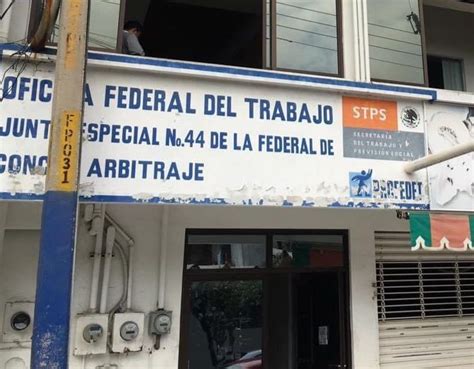 OFIC A FEDERAL DEL TRABAJO
JUNT ESPECIAL No.44 DE LA FEDERAL DE
CONC ARBITRAJE
STPS
SECRETARÍA
DEL TRABAJO Y
PREVISIÓN SOCIAL
PROFEDET
FP031